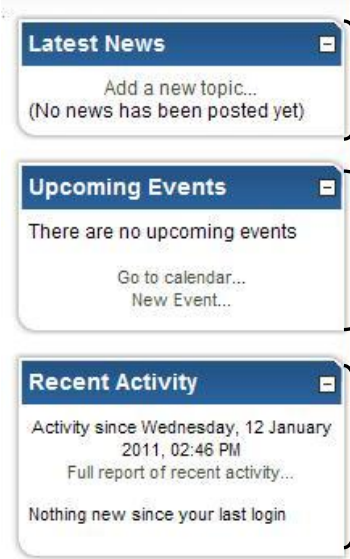 Latest News
Add a new topic...
(No news has been posted yet)
Upcoming Events
There are no upcoming events
Go to calendar...
New Event...
Recent Activity
Activity since Wednesday, 12 January
2011, 02:46 PM
Full report of recent activity...
Nothing new since your last login